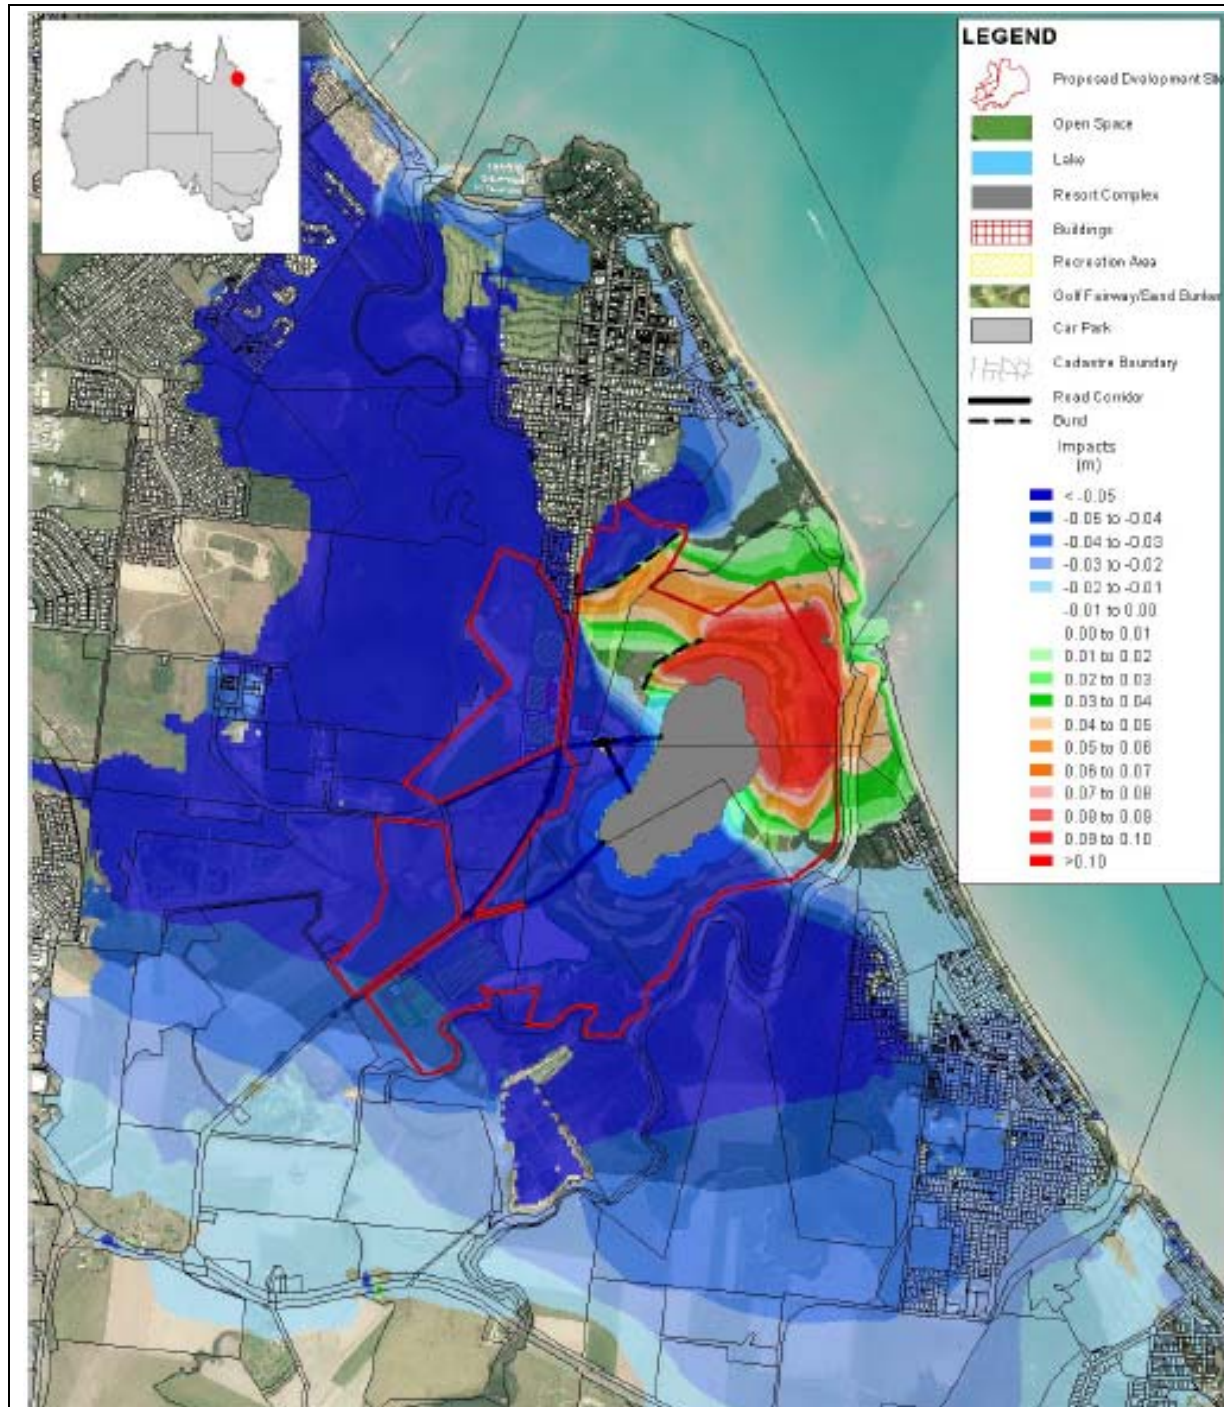 LEGEND
Proposed Dvelopment Site
Open Space
Lake
Resort Complex
Buildings
Recreation Area
Golf Fairway/Sand Bunker
Car Park
Cadastre Boundary
Road Corridor
Bund
Impacts
(m)
< -0.05
-0.05 to -0.04
-0.04 to -0.03
-0.03 to -0.02
-0.02 to -0.01
-0.01 to 0.00
0.00 to 0.01
0.01 to 0.02
0.02 to 0.03
0.03 to 0.04
0.04 to 0.05
0.05 to 0.06
0.06 to 0.07
0.07 to 0.08
0.08 to 0.09
0.09 to 0.10
>0.10